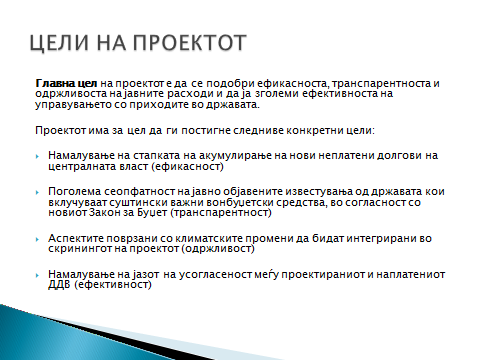 ЦЕЛИ НА ПРОЕКТОТ
Главна цел на проектот е да се подобри ефикасноста, транспарентноста и
одржливоста на јавните расходи и да ја зголеми ефективноста на
управувањето со приходите во државата.
Проектот има за цел да ги постигне следниве конкретни цели:
Намалување на стапката на акумулирање на нови неплатени долгови на
централната власт (ефикасност)
Поголема сеопфатност на јавно објавените известувања од државата кои
вклучуваат суштински важни вонбуџетски средства, во согласност со
новиот Закон за Буџет (транспарентност)
Аспектите поврзани со климатските промени да бидат интегрирани во
скринингот на проектот (одржливост)
Намалување на јазот на усогласеност меѓу проектираниот и наплатениот
ДДВ (ефективност)